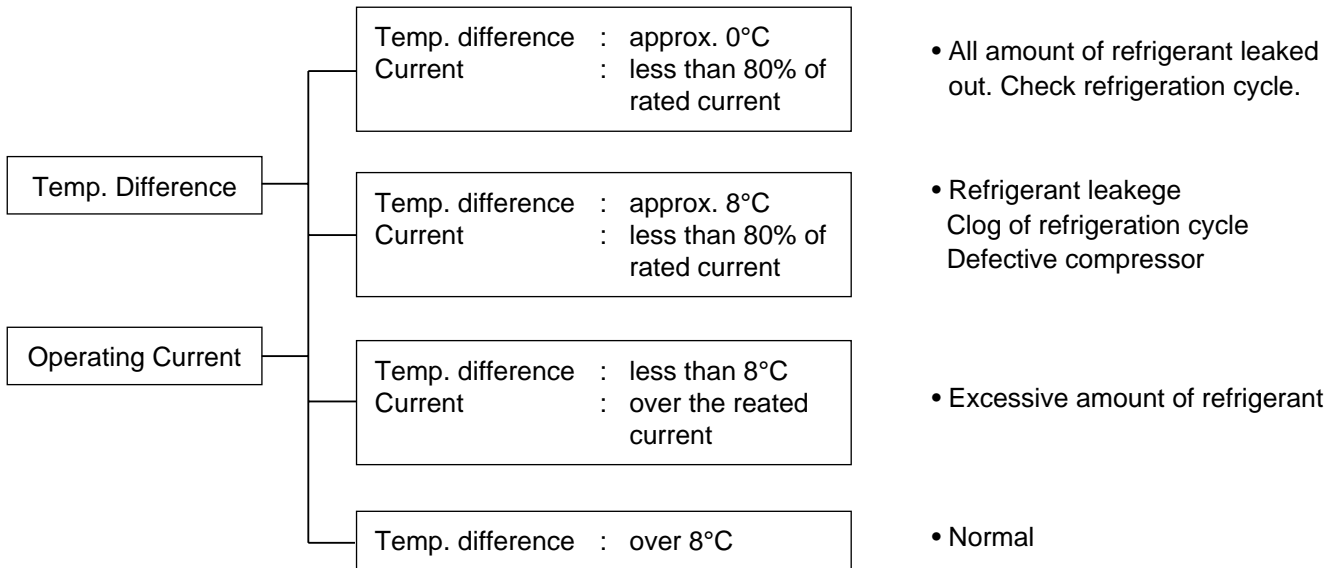 Temp. Difference
Operating Current
Temp. difference : approx. 0°C
Current : less than 80% of
rated current
• All amount of refrigerant leaked
out. Check refrigeration cycle.
Temp. difference : approx. 8°C
Current : less than 80% of
rated current
• Refrigerant leakege
Clog of refrigeration cycle
Defective compressor
Temp. difference : less than 8°C
Current : over the reated
current
• Excessive amount of refrigerant
Temp. difference : over 8°C
• Normal